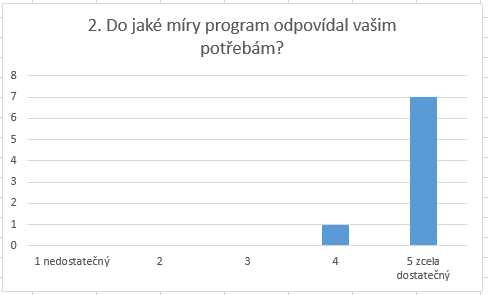 2. Do jaké míry program odpovídal vašim
potřebám?
8
7
6
5
4
3
2
1
0
1 nedostatečný
2
3
4
5 zcela
dostatečný